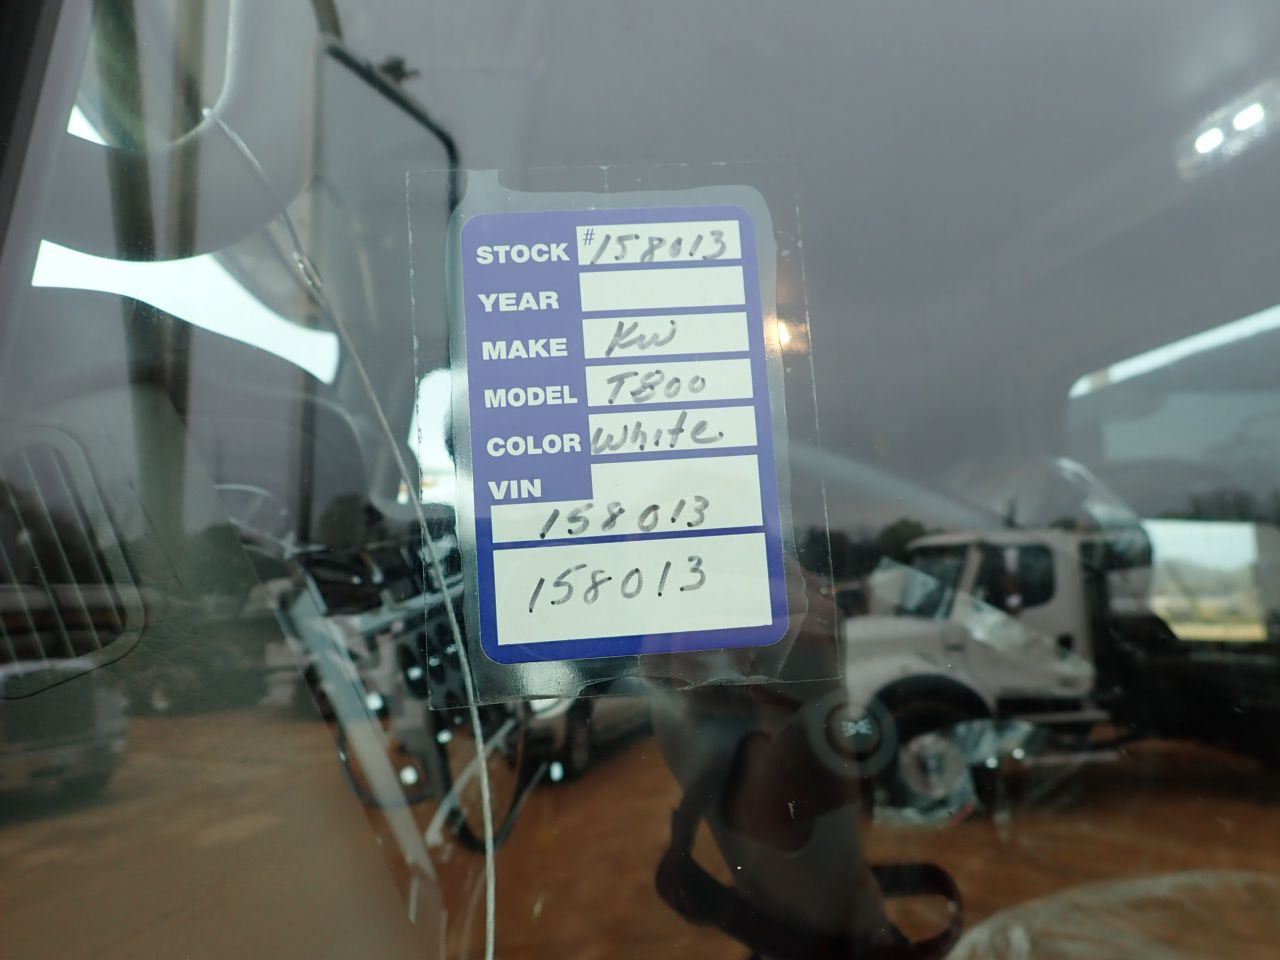 STOCK #158013
YEAR
MAKE KW
MODEL T800
COLOR White
VIN
158013
158013